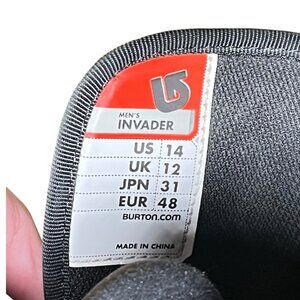 MEN'S
INVADER
US 14
UK 12
JPN 31
EUR 48
BURTON.com
MADE IN CHINA